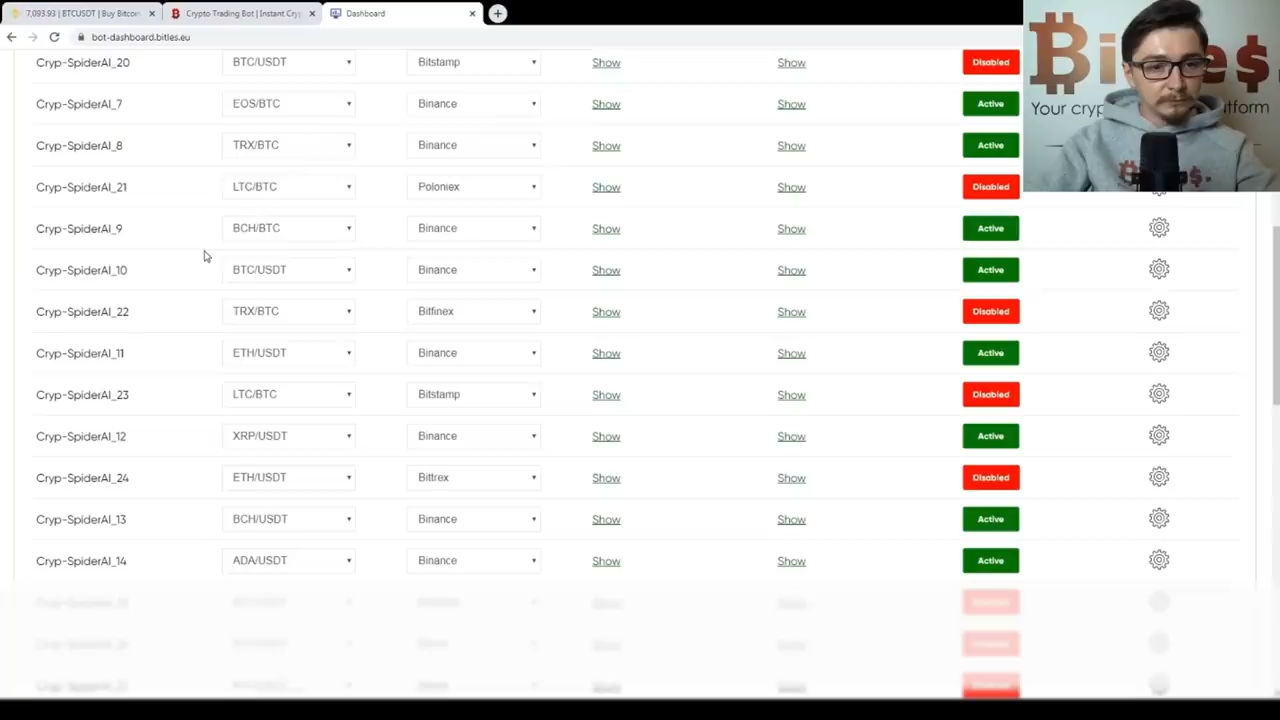 7,093.93 | BTCUSDT | Buy Bitcoin
Crypto Trading Bot | Instant Cryp
Dashboard
bot-dashboard.bitles.eu
Cryp-SpiderAI_20 BTC/USDT Bitstamp Show Show Disabled
Cryp-SpiderAI_7 EOS/BTC Binance Show Show Active
Cryp-SpiderAI_8 TRX/BTC Binance Show Show Active
Cryp-SpiderAI_21 LTC/BTC Poloniex Show Show Disabled
Cryp-SpiderAI_9 BCH/BTC Binance Show Show Active
Cryp-SpiderAI_10 BTC/USDT Binance Show Show Active
Cryp-SpiderAI_22 TRX/BTC Bitfinex Show Show Disabled
Cryp-SpiderAI_11 ETH/USDT Binance Show Show Active
Cryp-SpiderAI_23 LTC/BTC Bitstamp Show Show Disabled
Cryp-SpiderAI_12 XRP/USDT Binance Show Show Active
Cryp-SpiderAI_24 ETH/USDT Bittrex Show Show Disabled
Cryp-SpiderAI_13 BCH/USDT Binance Show Show Active
Cryp-SpiderAI_14 ADA/USDT Binance Show Show Active
Your